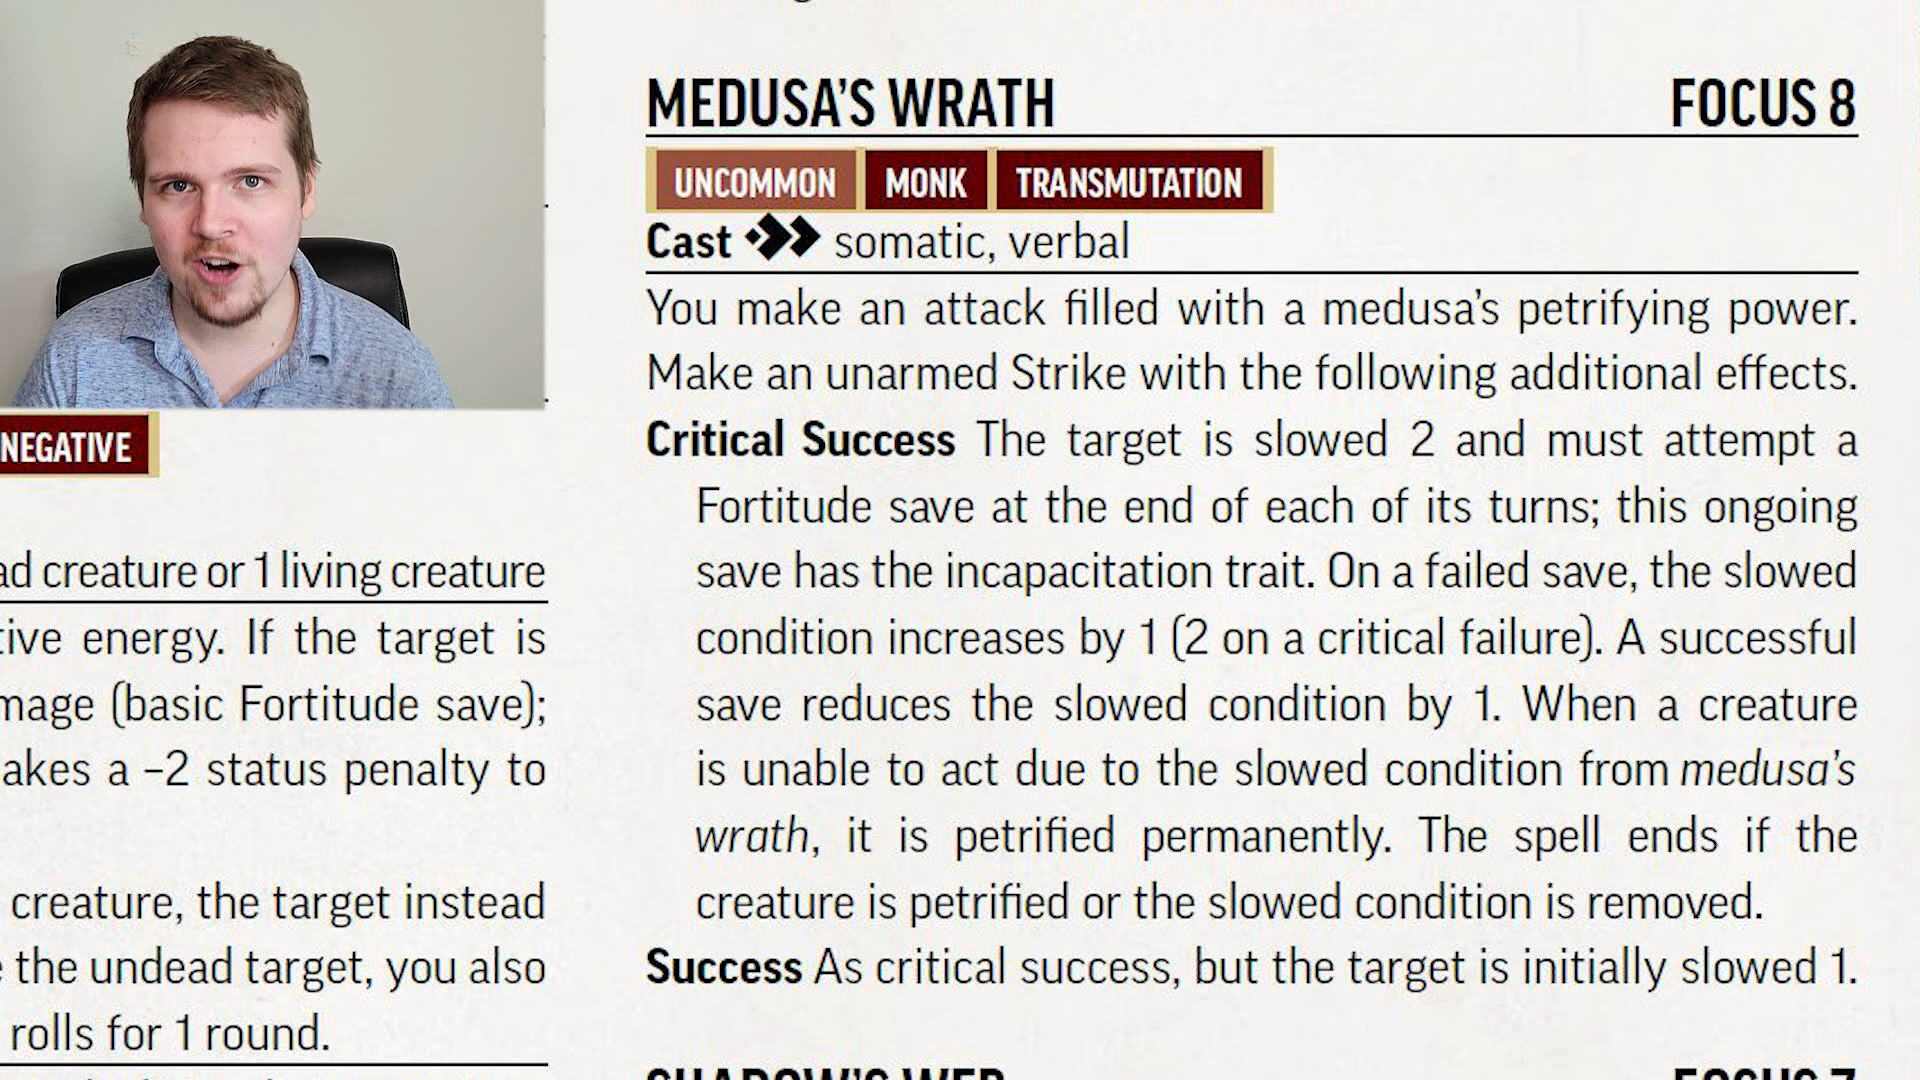 NEGATIVE
ad creature or 1 living creature
tive energy. If the target is
mage (basic Fortitude save);
akes a –2 status penalty to
creature, the target instead
the undead target, you also
rolls for 1 round.
MEDUSA’S WRATH FOCUS 8
UNCOMMON MONK TRANSMUTATION
Cast somatic, verbal
You make an attack filled with a medusa’s petrifying power.
Make an unarmed Strike with the following additional effects.
Critical Success The target is slowed 2 and must attempt a
Fortitude save at the end of each of its turns; this ongoing
save has the incapacitation trait. On a failed save, the slowed
condition increases by 1 (2 on a critical failure). A successful
save reduces the slowed condition by 1. When a creature
is unable to act due to the slowed condition from medusa’s
wrath, it is petrified permanently. The spell ends if the
creature is petrified or the slowed condition is removed.
Success As critical success, but the target is initially slowed 1.
SHADOW’S WEB FOCUS 7